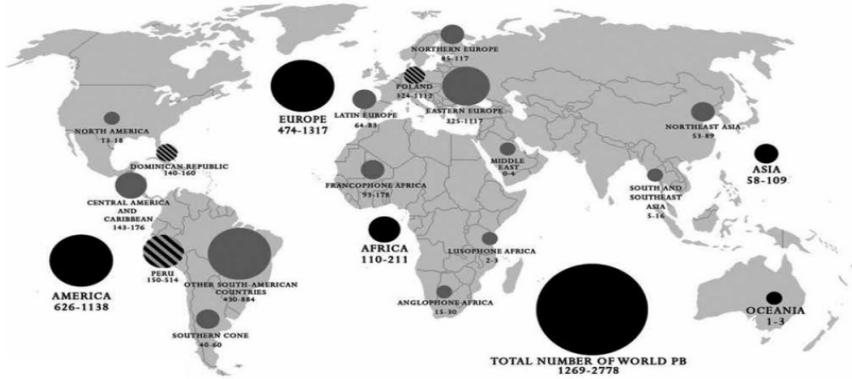 NORTHERN EUROPE
85-117
POLAND
324-1112
EUROPE
474-1317
LATIN EUROPE
64-83
EASTERN EUROPE
325-1117
NORTH AMERICA
13-18
NORTHEAST ASIA
53-89
DOMINICAN REPUBLIC
140-160
MIDDLE
EAST
0-4
ASIA
58-109
FRANCOPHONE AFRICA
93-178
SOUTH AND
SOUTHEAST
ASIA
5-16
CENTRAL AMERICA
AND
CARIBBEAN
143-176
AFRICA
110-211
LUSOPHONE AFRICA
2-3
PERU
150-514
OTHER SOUTH-AMERICAN
COUNTRIES
430-884
AMERICA
626-1138
ANGLOPHONE AFRICA
15-30
OCEANIA
1-3
SOUTHERN CONE
40-60
TOTAL NUMBER OF WORLD PB
1269-2778